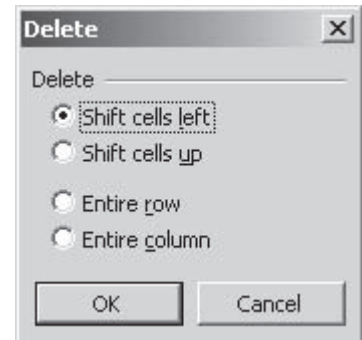 Delete
Delete
Shift cells left
Shift cells up
Entire row
Entire column
OK Cancel